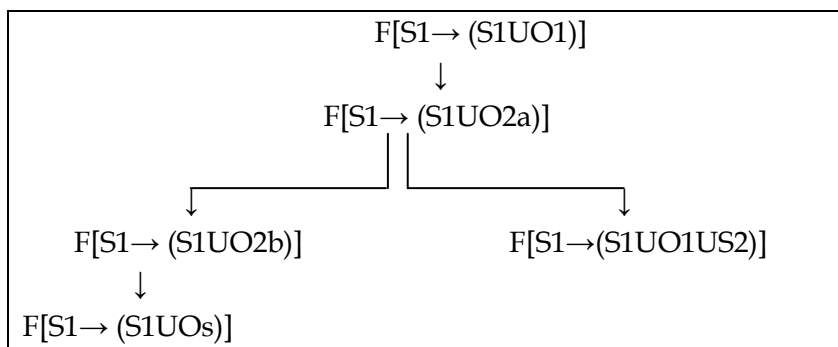 F[S1→ (S1UO1)]
↓
F[S1→ (S1UO2a)]
↓ ↓
F[S1→ (S1UO2b)] F[S1→(S1UO1US2)]
↓
F[S1→ (S1UOs)]